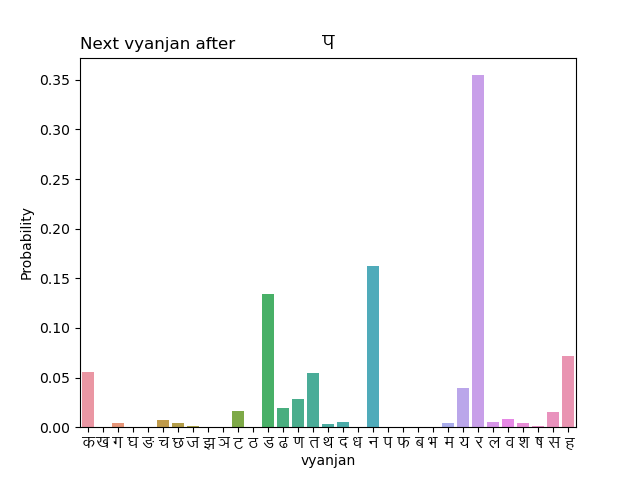 Next vyanjan after प
0.35
0.30
0.25
0.20
0.15
0.10
0.05
0.00
Probability
क ख ग घ ङ च छ ज झ ञ ट ठ ड ढ ण त थ द ध न प फ ब भ म य र ल व श ष स ह
vyanjan